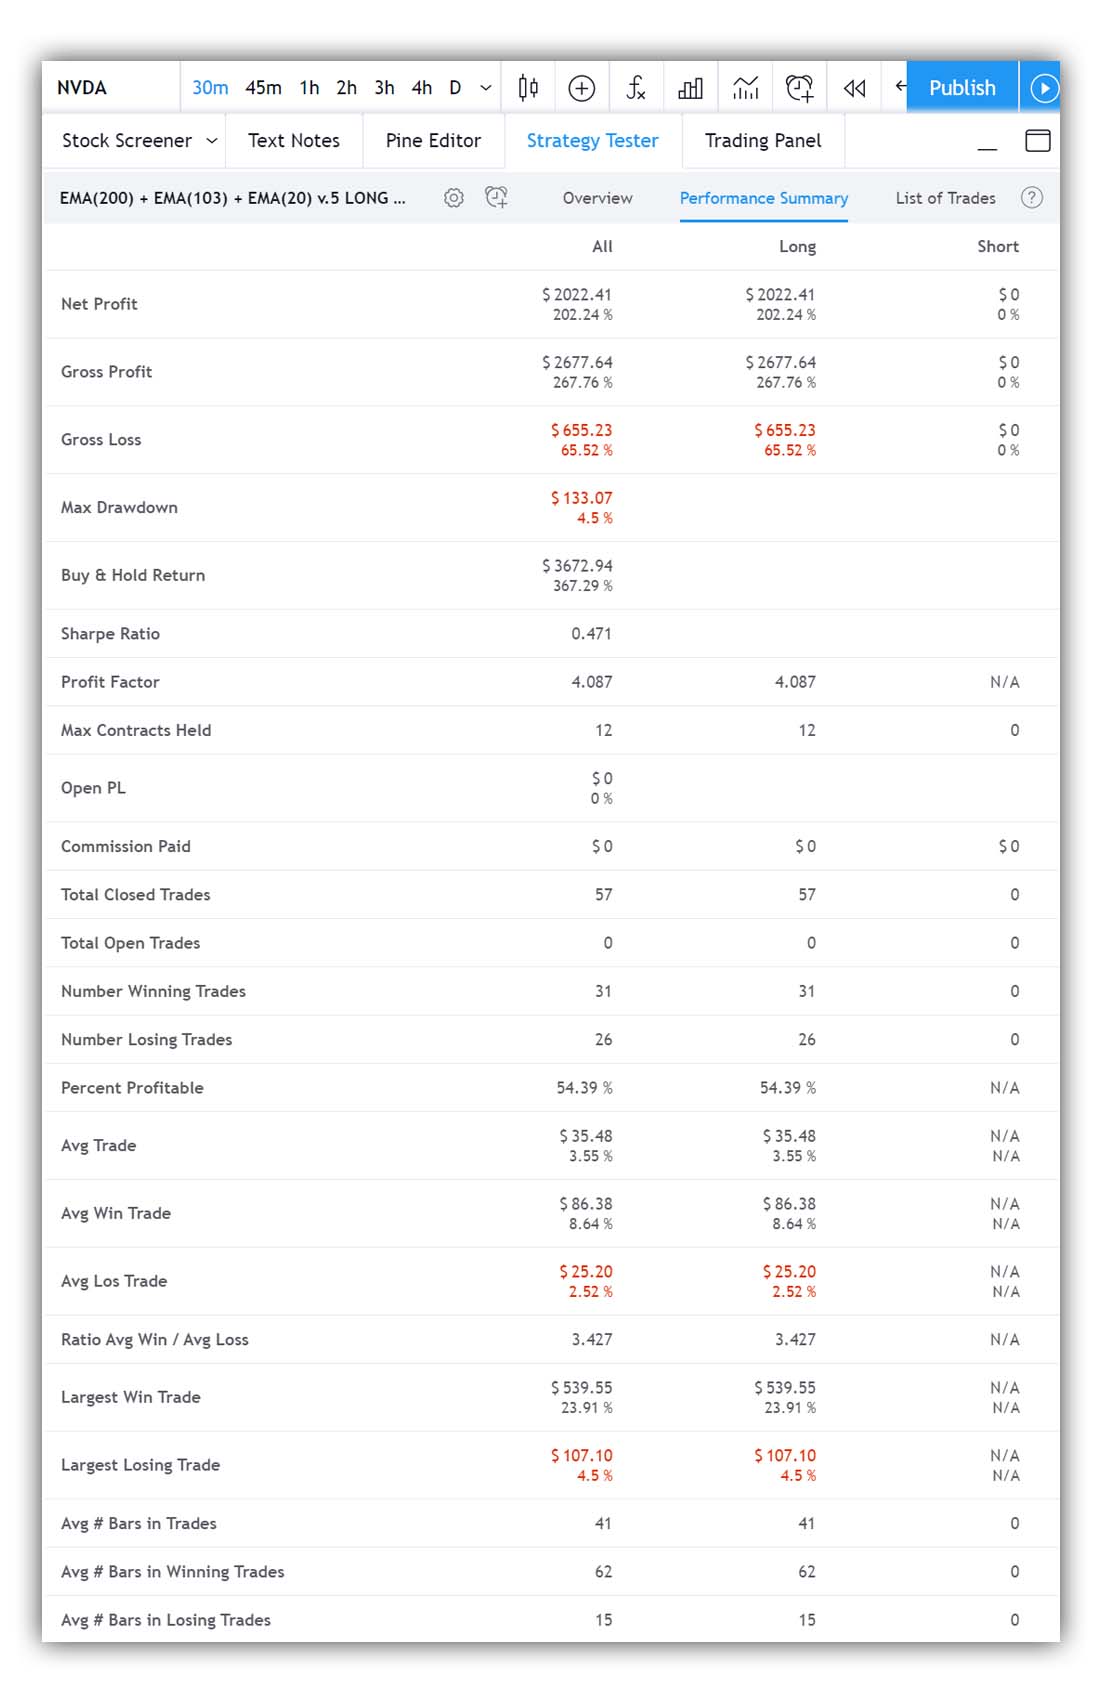 NVDA 30m 45m 1h 2h 3h 4h D Publish
Stock Screener Text Notes Pine Editor Strategy Tester Trading Panel
EMA(200) + EMA(103) + EMA(20) v.5 LONG ... Overview Performance Summary List of Trades ?
All Long Short
Net Profit $ 2022.41 $ 2022.41 $ 0
202.24 % 202.24 % 0 %
Gross Profit $ 2677.64 $ 2677.64 $ 0
267.76 % 267.76 % 0 %
Gross Loss $ 655.23 $ 655.23 $ 0
65.52 % 65.52 % 0 %
Max Drawdown $ 133.07
4.5 %
Buy & Hold Return $ 3672.94
367.29 %
Sharpe Ratio 0.471
Profit Factor 4.087 4.087 N/A
Max Contracts Held 12 12 0
Open PL $ 0
0 %
Commission Paid $ 0 $ 0 $ 0
Total Closed Trades 57 57 0
Total Open Trades 0 0 0
Number Winning Trades 31 31 0
Number Losing Trades 26 26 0
Percent Profitable 54.39 % 54.39 % N/A
Avg Trade $ 35.48 $ 35.48 N/A
3.55 % 3.55 % N/A
Avg Win Trade $ 86.38 $ 86.38 N/A
8.64 % 8.64 % N/A
Avg Los Trade $ 25.20 $ 25.20 N/A
2.52 % 2.52 % N/A
Ratio Avg Win / Avg Loss 3.427 3.427 N/A
Largest Win Trade $ 539.55 $ 539.55 N/A
23.91 % 23.91 % N/A
Largest Losing Trade $ 107.10 $ 107.10 N/A
4.5 % 4.5 % N/A
Avg # Bars in Trades 41 41 0
Avg # Bars in Winning Trades 62 62 0
Avg # Bars in Losing Trades 15 15 0